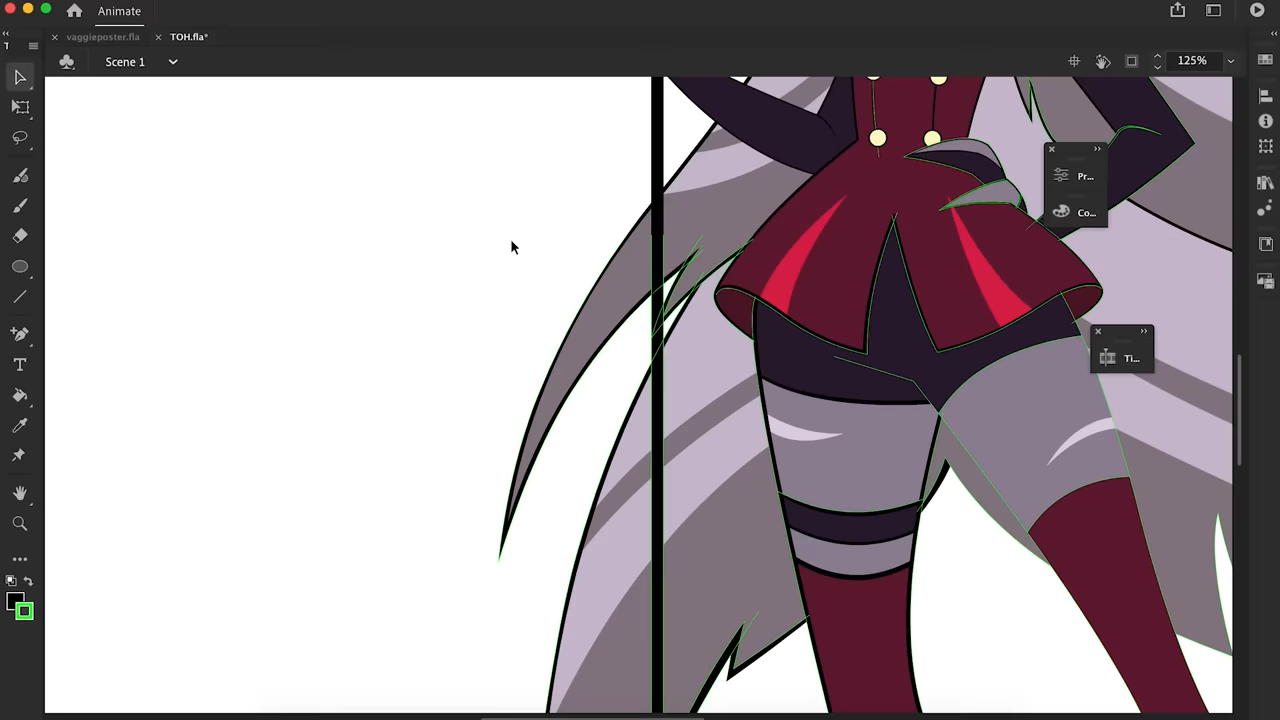 Animate
vaggieposter.fla
TOH.fla*
T
Scene 1
125%
Pr...
Co...
Ti...